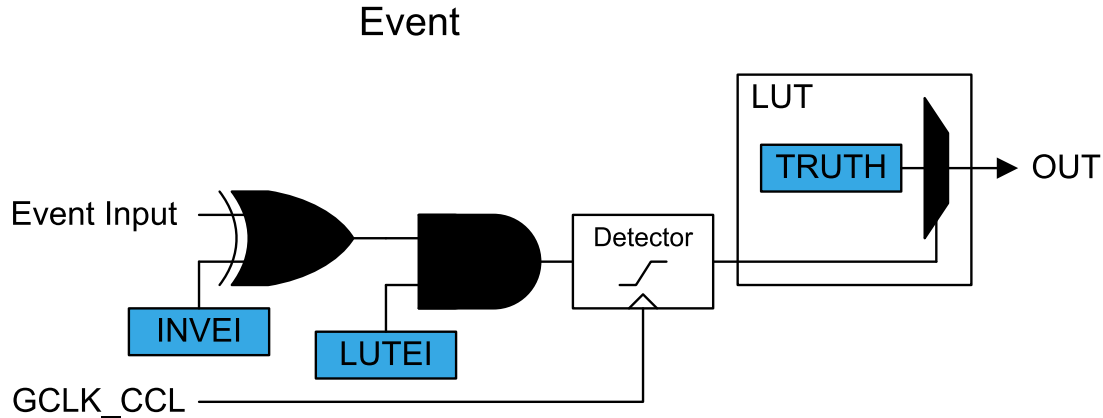 Event
LUT
TRUTH
OUT
Event Input
Detector
INVEI
LUTEI
GCLK_CCL